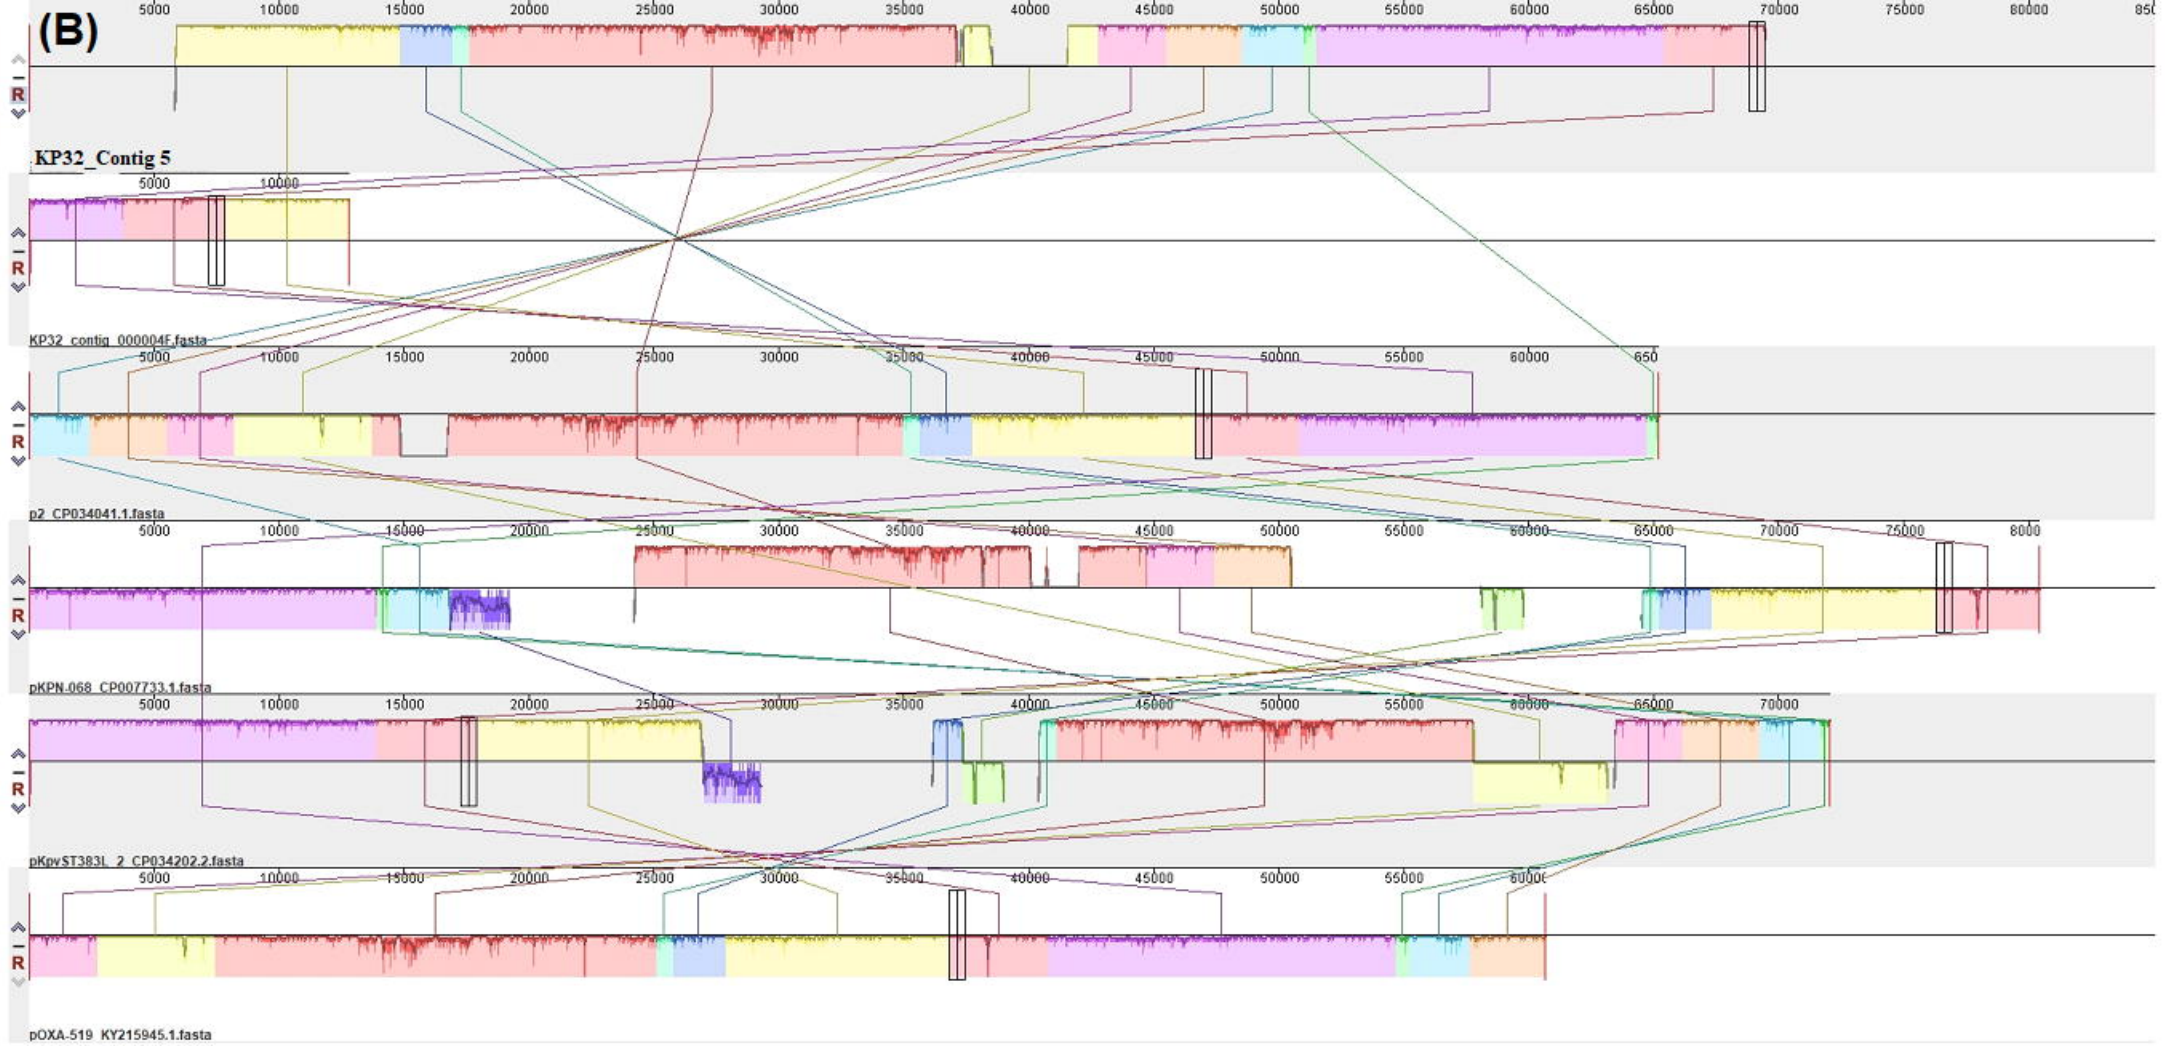 5000 10000 15000 20000 25000 30000 35000 40000 45000 50000 55000 60000 65000 70000 75000 80000 850
(B)
R
KP32_Contig 5
5000 10000
R
KP32_contig_000004F.fasta
5000 10000 15000 20000 25000 30000 35000 40000 45000 50000 55000 60000 650
R
p2_CP034041.1.fasta
5000 10000 15000 20000 25000 30000 35000 40000 45000 50000 55000 60000 65000 70000 75000 8000
R
pKPN-068_CP007733.1.fasta
5000 10000 15000 20000 25000 30000 35000 40000 45000 50000 55000 60000 65000 70000
R
pKpvST383L_2_CP034202.2.fasta
5000 10000 15000 20000 25000 30000 35000 40000 45000 50000 55000 60000
R
pOXA-519_KY215945.1.fasta